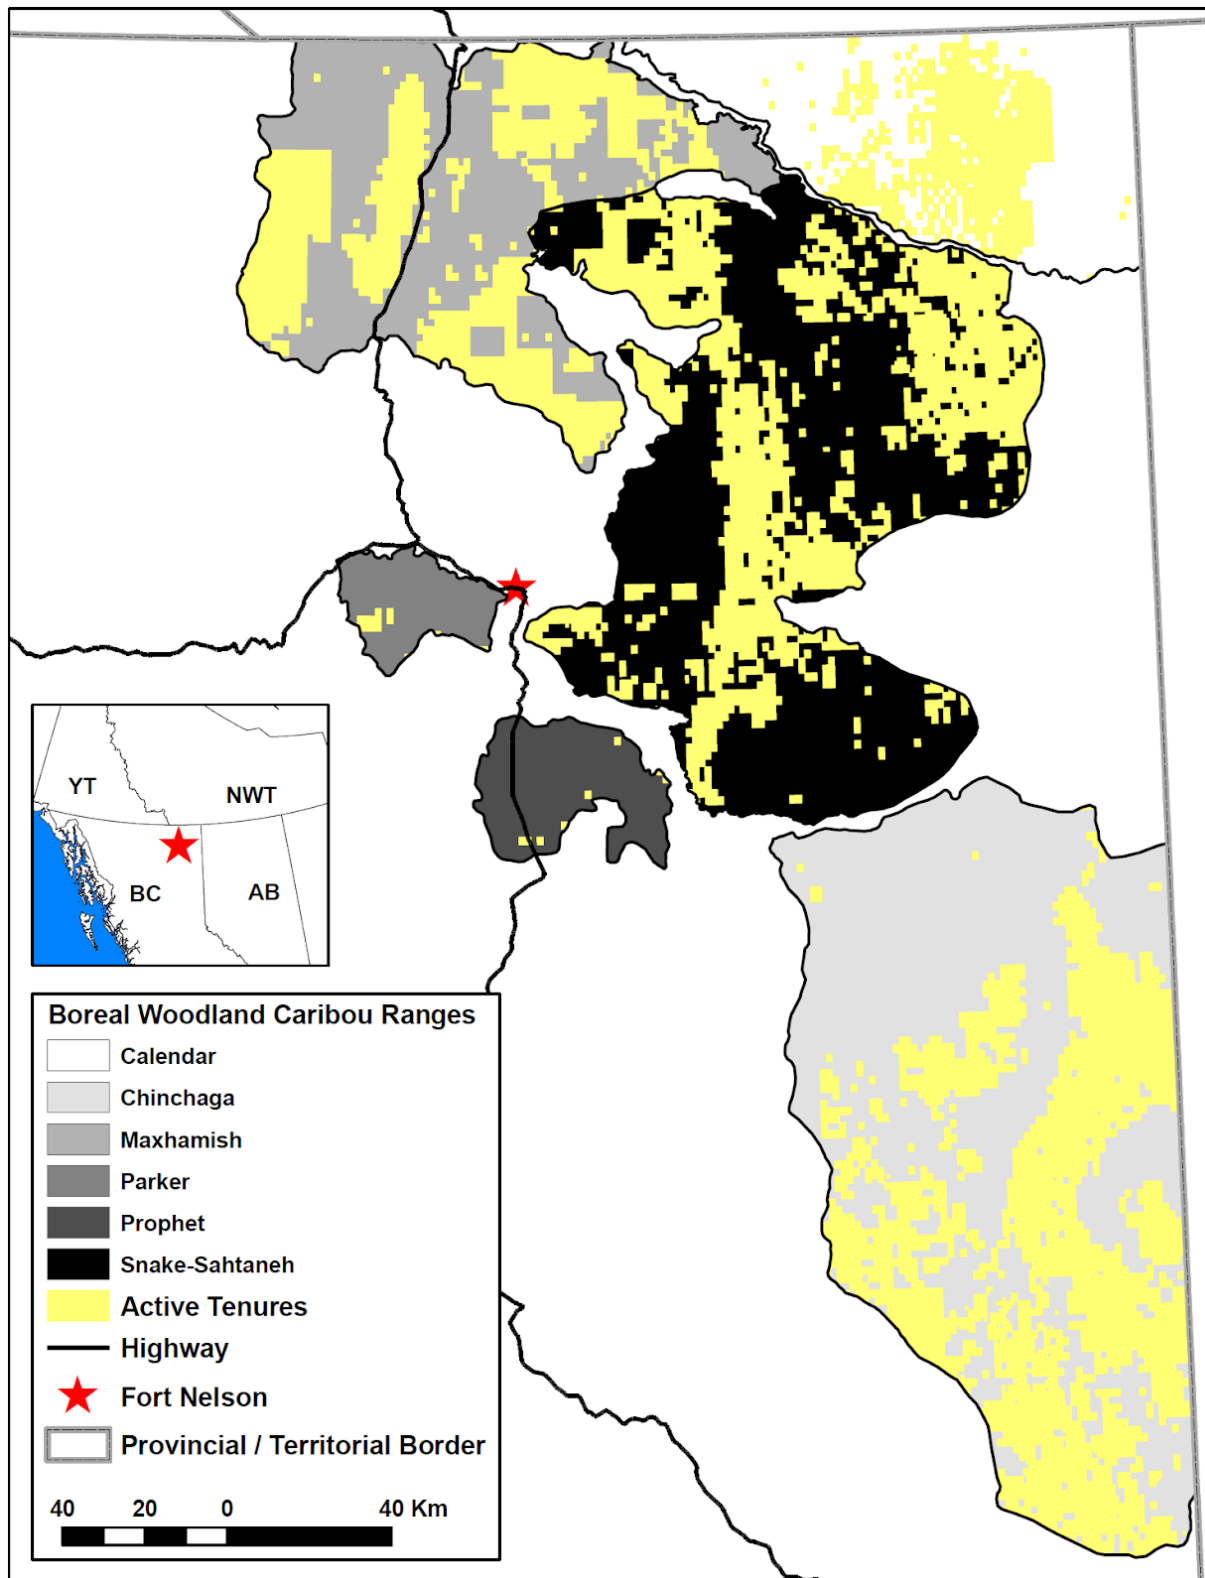 YT
NWT
BC
AB
Boreal Woodland Caribou Ranges
Calendar
Chinchaga
Maxhamish
Parker
Prophet
Snake-Sahtaneh
Active Tenures
Highway
Fort Nelson
Provincial / Territorial Border
40 20 0 40 Km